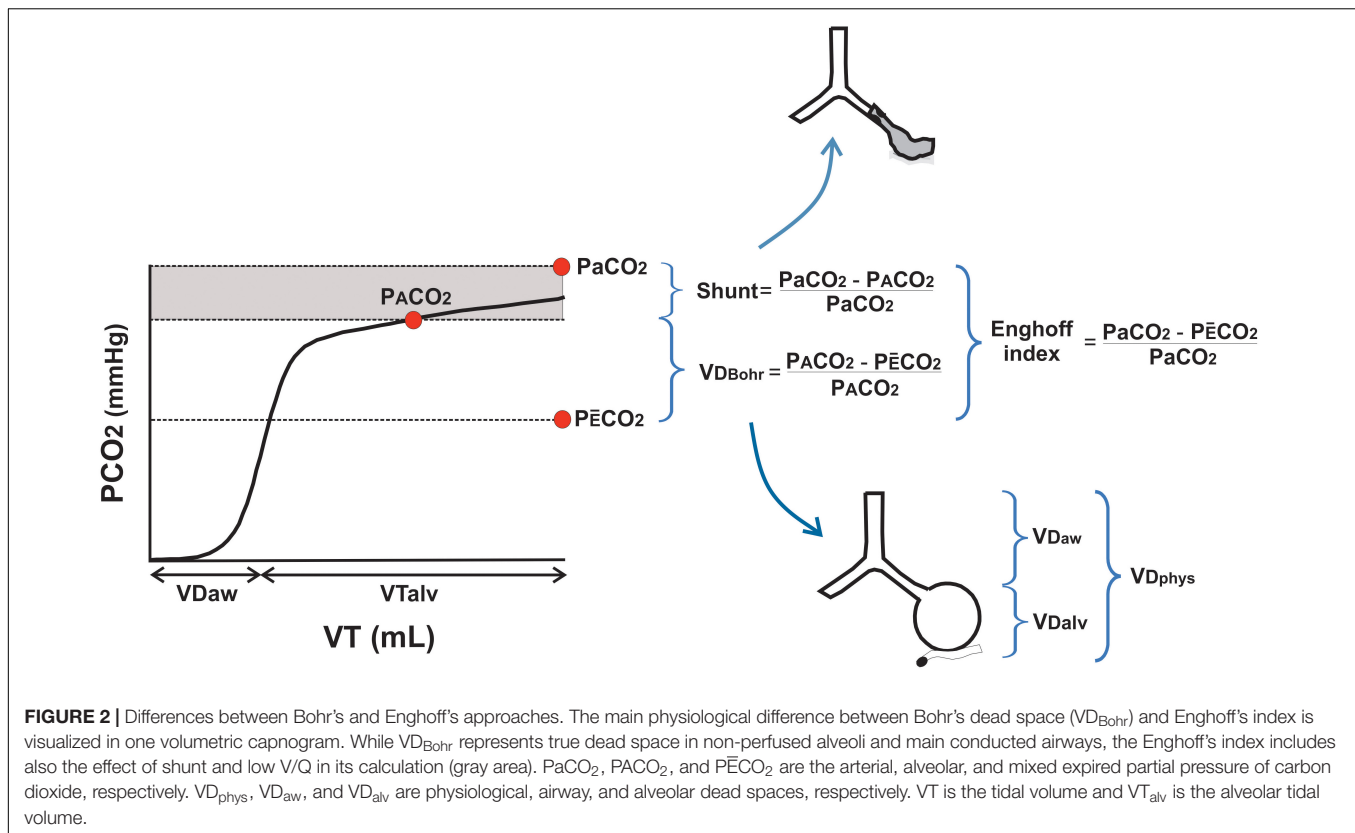 PaCO₂
PACO₂
Shunt = PaCO₂ - PACO₂ / PaCO₂
VDBohr = PACO₂ - PĒCO₂ / PACO₂
Enghoff index = PaCO₂ - PĒCO₂ / PaCO₂
PĒCO₂
PCO₂ (mmHg)
VDaw
VTalv
VT (mL)
VDaw
VDalv
VDphys
FIGURE 2 | Differences between Bohr's and Enghoff's approaches. The main physiological difference between Bohr's dead space (VD_Bohr) and Enghoff's index is
visualized in one volumetric capnogram. While VD_Bohr represents true dead space in non-perfused alveoli and main conducted airways, the Enghoff's index includes
also the effect of shunt and low V/Q in its calculation (gray area). PaCO₂, PACO₂, and PĒCO₂ are the arterial, alveolar, and mixed expired partial pressure of carbon
dioxide, respectively. VD_phys, VD_aw, and VD_alv are physiological, airway, and alveolar dead spaces, respectively. VT is the tidal volume and VT_alv is the alveolar tidal
volume.